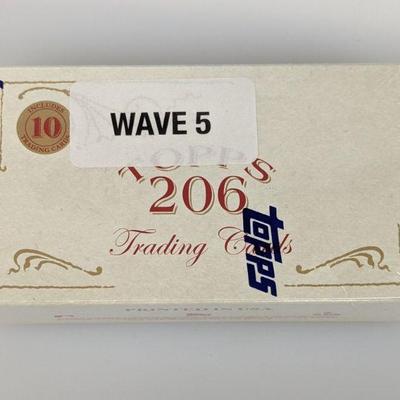 INCLUDES
10
TRADING CARDS
WAVE 5
TOPPS
206
Trading Cards
topps
PRINTED IN USA